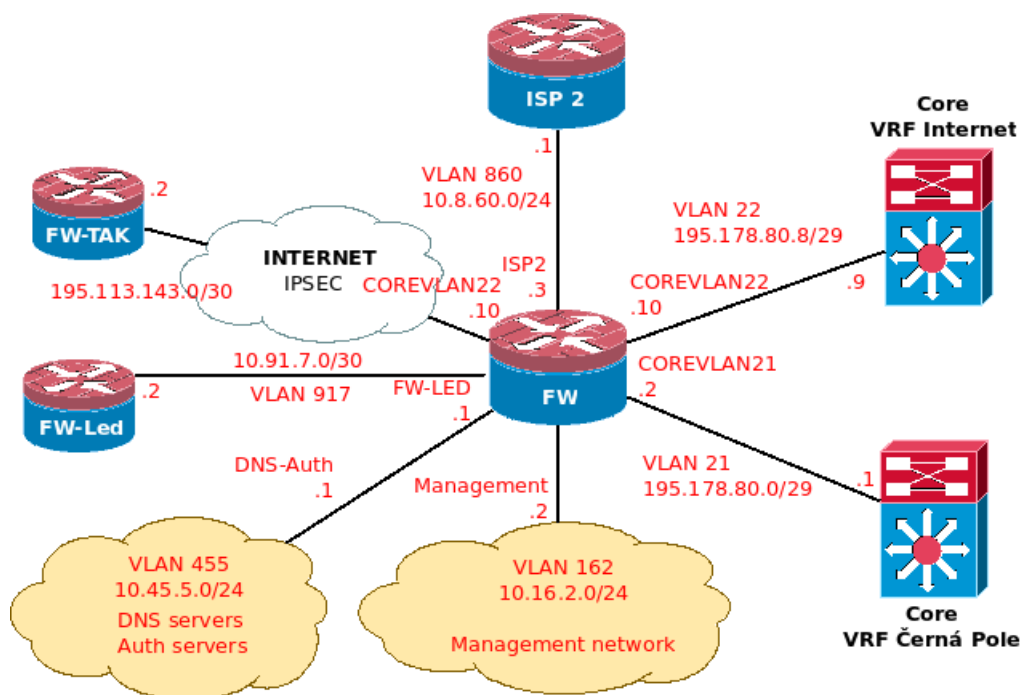 ISP 2
.1
VLAN 860
10.8.60.0/24
Core
VRF Internet
VLAN 22
195.178.80.8/29
.9
COREVLAN22
.10
ISP2
.3
FW-TAK
.2
195.113.143.0/30
INTERNET
IPSEC
COREVLAN22
.10
FW
FW-Led
.2
10.91.7.0/30
VLAN 917
FW-LED
.1
COREVLAN21
.2
VLAN 21
195.178.80.0/29
.1
Core
VRF Černá Pole
DNS-Auth
.1
VLAN 455
10.45.5.0/24
DNS servers
Auth servers
Management
.2
VLAN 162
10.16.2.0/24
Management network